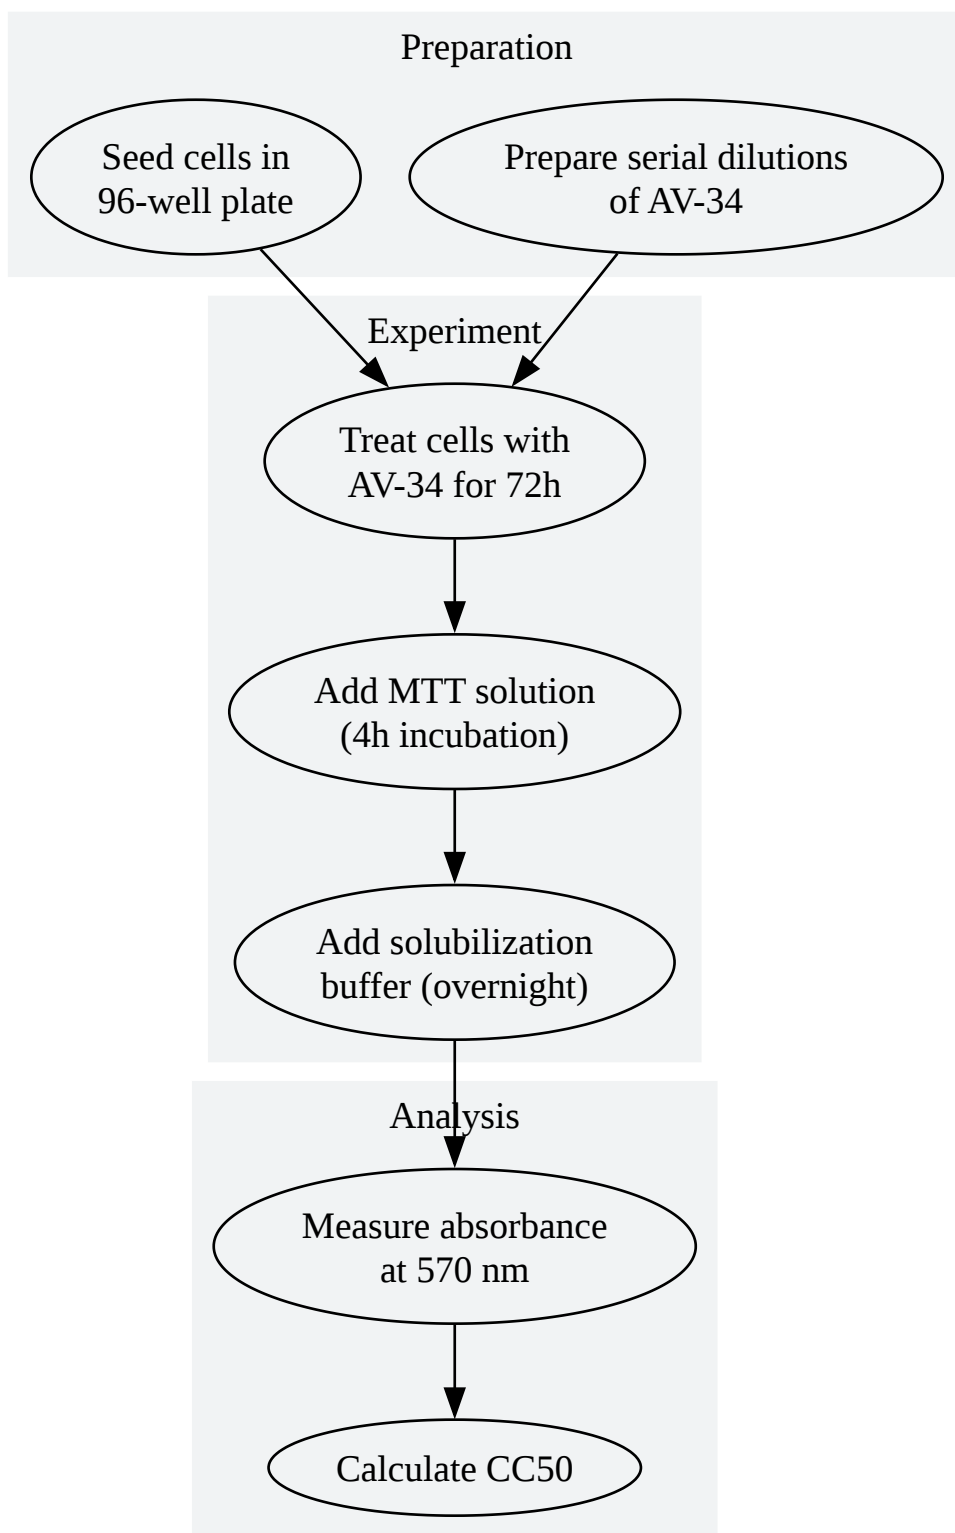 Preparation
Seed cells in
96-well plate
Prepare serial dilutions
of AV-34
Experiment
Treat cells with
AV-34 for 72h
Add MTT solution
(4h incubation)
Add solubilization
buffer (overnight)
Analysis
Measure absorbance
at 570 nm
Calculate CC50